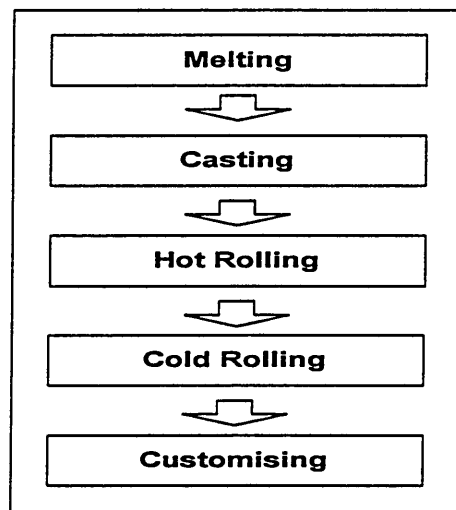 Melting
Casting
Hot Rolling
Cold Rolling
Customising